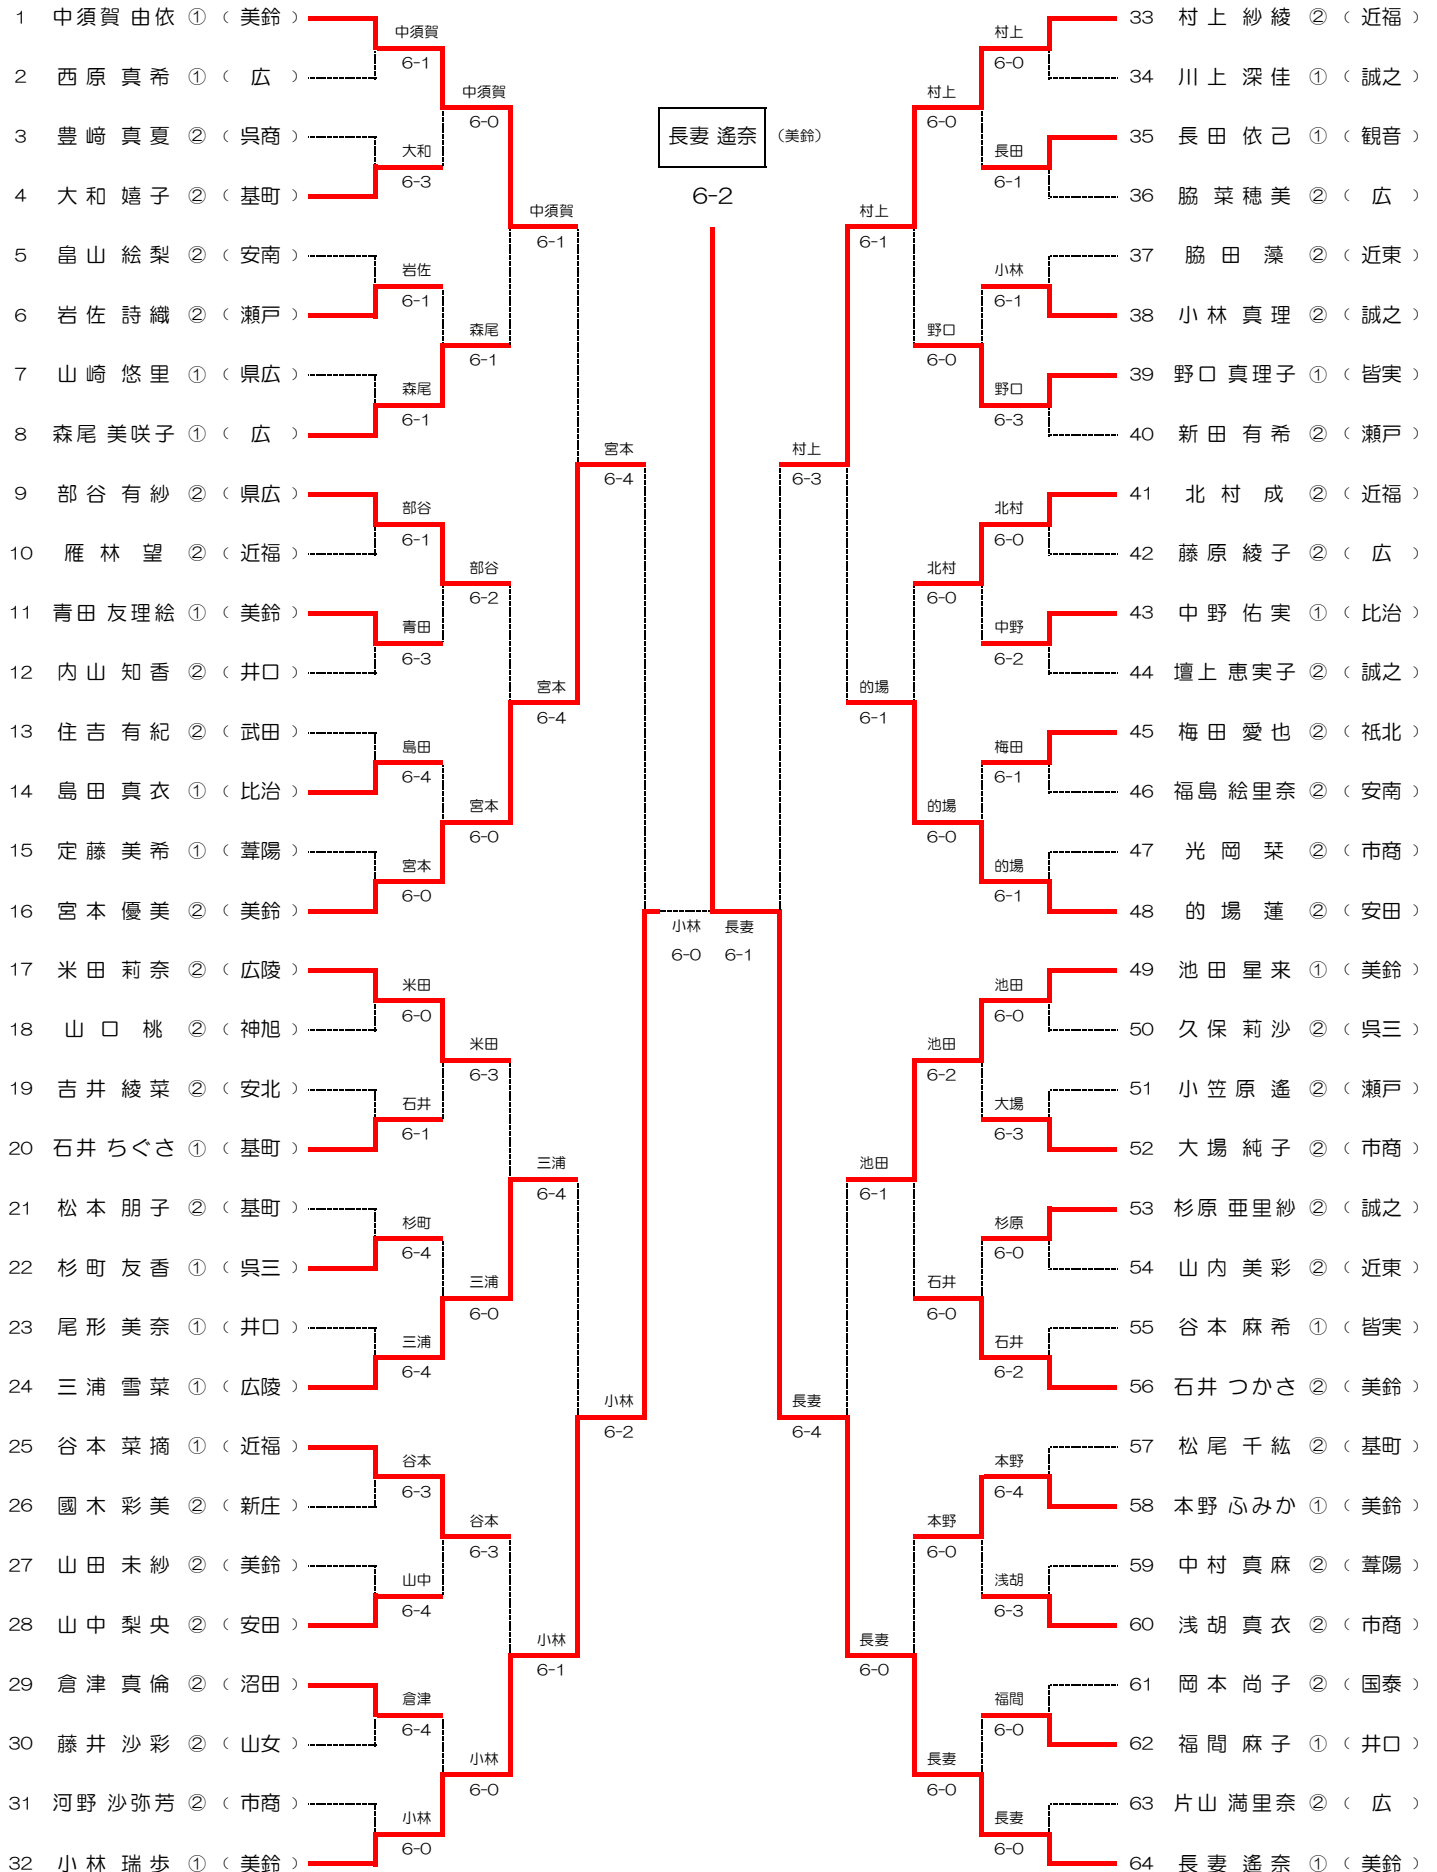 1 中須賀 由依 ① （ 美鈴 ）
2 西原 真希 ① （ 広 ）
3 豊﨑 真夏 ② （ 呉商 ）
4 大和 嬉子 ② （ 基町 ）
5 畠山 絵梨 ② （ 安南 ）
6 岩佐 詩織 ② （ 瀬戸 ）
7 山崎 悠里 ① （ 県広 ）
8 森尾 美咲子 ① （ 広 ）
9 部谷 有紗 ② （ 県広 ）
10 雁林 望 ② （ 近福 ）
11 青田 友理絵 ① （ 美鈴 ）
12 内山 知香 ② （ 井口 ）
13 住吉 有紀 ② （ 武田 ）
14 島田 真衣 ① （ 比治 ）
15 定藤 美希 ① （ 葦陽 ）
16 宮本 優美 ② （ 美鈴 ）
17 米田 莉奈 ② （ 広陵 ）
18 山口 桃 ② （ 神旭 ）
19 吉井 綾菜 ② （ 安北 ）
20 石井 ちぐさ ① （ 基町 ）
21 松本 朋子 ② （ 基町 ）
22 杉町 友香 ① （ 呉三 ）
23 尾形 美奈 ① （ 井口 ）
24 三浦 雪菜 ① （ 広陵 ）
25 谷本 菜摘 ① （ 近福 ）
26 國木 彩美 ② （ 新庄 ）
27 山田 未紗 ② （ 美鈴 ）
28 山中 梨央 ② （ 安田 ）
29 倉津 真倫 ② （ 沼田 ）
30 藤井 沙彩 ② （ 山女 ）
31 河野 沙弥芳 ② （ 市商 ）
32 小林 瑞歩 ① （ 美鈴 ）
中須賀
6-1
大和
6-3
岩佐
6-1
森尾
6-1
部谷
6-1
青田
6-3
島田
6-4
宮本
6-0
米田
6-0
石井
6-1
杉町
6-4
三浦
6-4
谷本
6-3
山中
6-4
倉津
6-4
小林
6-0
中須賀
6-0
森尾
6-1
部谷
6-2
宮本
6-0
米田
6-3
三浦
6-0
谷本
6-3
小林
6-0
中須賀
6-1
宮本
6-4
三浦
6-4
小林
6-1
宮本
6-4
小林
6-2
長妻 遙奈 （美鈴）
6-2
小林 長妻
6-0 6-1
村上
6-3
長妻
6-4
村上
6-1
的場
6-1
池田
6-1
長妻
6-0
村上
6-0
野口
6-0
北村
6-0
的場
6-0
池田
6-2
石井
6-0
本野
6-0
長妻
6-0
村上
6-0
長田
6-1
小林
6-1
野口
6-3
北村
6-0
中野
6-2
梅田
6-1
的場
6-1
池田
6-0
大場
6-3
杉原
6-0
石井
6-2
本野
6-4
浅胡
6-3
福間
6-0
長妻
6-0
33 村上 紗綾 ② （ 近福 ）
34 川上 深佳 ① （ 誠之 ）
35 長田 依己 ① （ 観音 ）
36 脇 菜穂美 ② （ 広 ）
37 脇田 藻 ② （ 近東 ）
38 小林 真理 ② （ 誠之 ）
39 野口 真理子 ① （ 皆実 ）
40 新田 有希 ② （ 瀬戸 ）
41 北村 成 ② （ 近福 ）
42 藤原 綾子 ② （ 広 ）
43 中野 佑実 ① （ 比治 ）
44 壇上 恵実子 ② （ 誠之 ）
45 梅田 愛也 ② （ 祇北 ）
46 福島 絵里奈 ② （ 安南 ）
47 光岡 栞 ② （ 市商 ）
48 的場 蓮 ② （ 安田 ）
49 池田 星来 ① （ 美鈴 ）
50 久保 莉沙 ② （ 呉三 ）
51 小笠原 遙 ② （ 瀬戸 ）
52 大場 純子 ② （ 市商 ）
53 杉原 亜里紗 ② （ 誠之 ）
54 山内 美彩 ② （ 近東 ）
55 谷本 麻希 ① （ 皆実 ）
56 石井 つかさ ② （ 美鈴 ）
57 松尾 千紘 ② （ 基町 ）
58 本野 ふみか ① （ 美鈴 ）
59 中村 真麻 ② （ 葦陽 ）
60 浅胡 真衣 ② （ 市商 ）
61 岡本 尚子 ② （ 国泰 ）
62 福間 麻子 ① （ 井口 ）
63 片山 満里奈 ② （ 広 ）
64 長妻 遙奈 ① （ 美鈴 ）